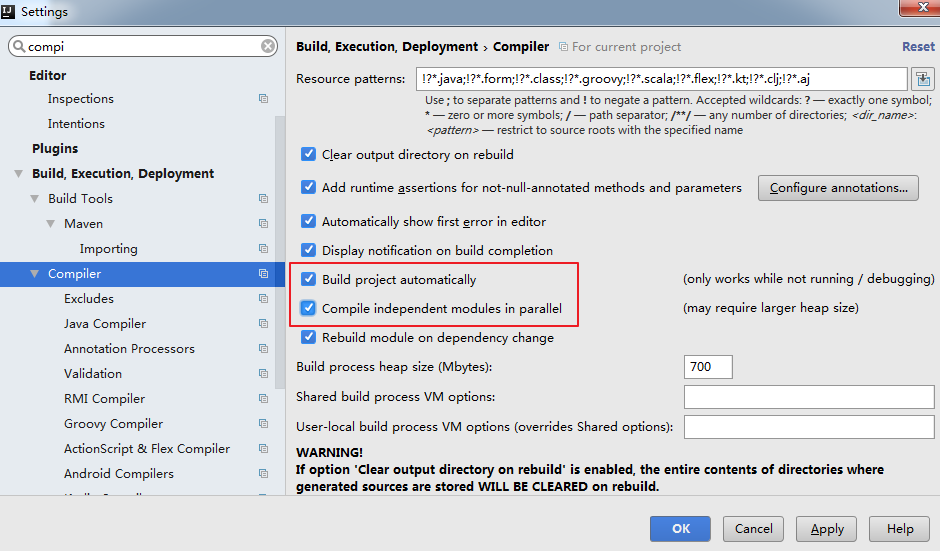 Settings
compi
Editor
Inspections
Intentions
Plugins
Build, Execution, Deployment
Build Tools
Maven
Importing
Compiler
Excludes
Java Compiler
Annotation Processors
Validation
RMI Compiler
Groovy Compiler
ActionScript & Flex Compiler
Android Compilers
Build, Execution, Deployment › Compiler For current project Reset
Resource patterns: !?*.java;!?*.form;!?*.class;!?*.groovy;!?*.scala;!?*.flex;!?*.kt;!?*.clj;!?*.aj
Use ; to separate patterns and ! to negate a pattern. Accepted wildcards: ? — exactly one symbol;
* — zero or more symbols; / — path separator; /**/ — any number of directories; <dir_name>:
<pattern> — restrict to source roots with the specified name
Clear output directory on rebuild
Add runtime assertions for not-null-annotated methods and parameters Configure annotations...
Automatically show first error in editor
Display notification on build completion
Build project automatically (only works while not running / debugging)
Compile independent modules in parallel (may require larger heap size)
Rebuild module on dependency change
Build process heap size (Mbytes): 700
Shared build process VM options:
User-local build process VM options (overrides Shared options):
WARNING!
If option 'Clear output directory on rebuild' is enabled, the entire contents of directories where
generated sources are stored WILL BE CLEARED on rebuild.
OK Cancel Apply Help